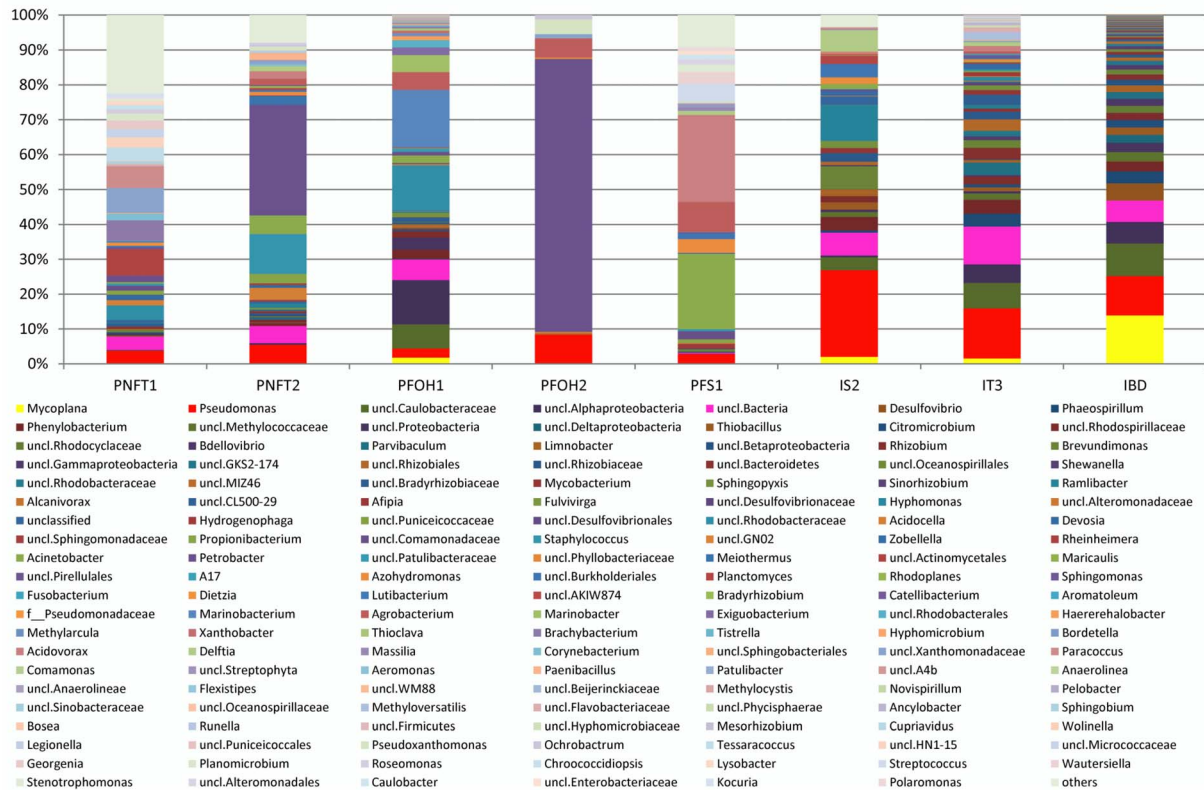 100%
90%
80%
70%
60%
50%
40%
30%
20%
10%
0%
PNFT1 PNFT2 PFOH1 PFOH2 PFS1 IS2 IT3 IBD
Mycoplana Pseudomonas uncl.Caulobacteraceae uncl.Alphaproteobacteria uncl.Bacteria Desulfovibrio Phaeospirillum
Phenylobacterium uncl.Methylococcaceae uncl.Proteobacteria uncl.Deltaproteobacteria Thiobacillus Citromicrobium uncl.Rhodospirillaceae
uncl.Rhodocyclaceae Bdellovibrio Parvibaculum Limnobacter uncl.Betaproteobacteria Rhizobium Brevundimonas
uncl.Gammaproteobacteria uncl.GKS2-174 uncl.Rhizobiales uncl.Rhizobiaceae uncl.Bacteroidetes uncl.Oceanospirillales Shewanella
uncl.Rhodobacteraceae uncl.MIZ46 uncl.Bradyrhizobiaceae Mycobacterium Sphingopyxis Sinorhizobium Ramlibacter
Alcanivorax uncl.CL500-29 Afipia Fulvivirga uncl.Desulfovibrionaceae Hyphomonas uncl.Alteromonadaceae
unclassified Hydrogenophaga uncl.Puniceicoccaceae uncl.Desulfovibrionales uncl.Rhodobacteraceae Acidocella Devosia
uncl.Sphingomonadaceae Propionibacterium uncl.Comamonadaceae Staphylococcus uncl.GN02 Zobellella Rheinheimera
Acinetobacter Petrobacter uncl.Patulibacteraceae uncl.Phyllobacteriaceae Meiothermus uncl.Actinomycetales Maricaulis
uncl.Pirellulales A17 Azohydromonas uncl.Burkholderiales Planctomyces Rhodoplanes Sphingomonas
Fusobacterium Dietzia Lutibacterium uncl.AKIW874 Bradyrhizobium Catellibacterium Aromatoleum
f__Pseudomonadaceae Marinobacterium Agrobacterium Marinobacter Exiguobacterium uncl.Rhodobacterales Haererehalobacter
Methylarcula Xanthobacter Thioclava Brachybacterium Tistrella Hyphomicrobium Bordetella
Acidovorax Delftia Massilia Corynebacterium uncl.Sphingobacteriales uncl.Xanthomonadaceae Paracoccus
Comamonas uncl.Streptophyta Aeromonas Paenibacillus Patulibacter uncl.A4b Anaerolinea
uncl.Anaerolineae Flexistipes uncl.WM88 uncl.Beijerinckiaceae Methylocystis Novispirillum Pelobacter
uncl.Sinobacteraceae uncl.Oceanospirillaceae Methyloversatilis uncl.Flavobacteriaceae uncl.Phycisphaerae Ancylobacter Sphingobium
Bosea Runella uncl.Firmicutes uncl.Hyphomicrobiaceae Mesorhizobium Cupriavidus Wolinella
Legionella uncl.Puniceicoccales Pseudoxanthomonas Ochrobactrum Tessaracoccus uncl.HN1-15 uncl.Micrococcaceae
Georgenia Planomicrobium Roseomonas Chroococcidiopsis Lysobacter Streptococcus Wautersiella
Stenotrophomonas uncl.Alteromonadales Caulobacter uncl.Enterobacteriaceae Kocuria Polaromonas others